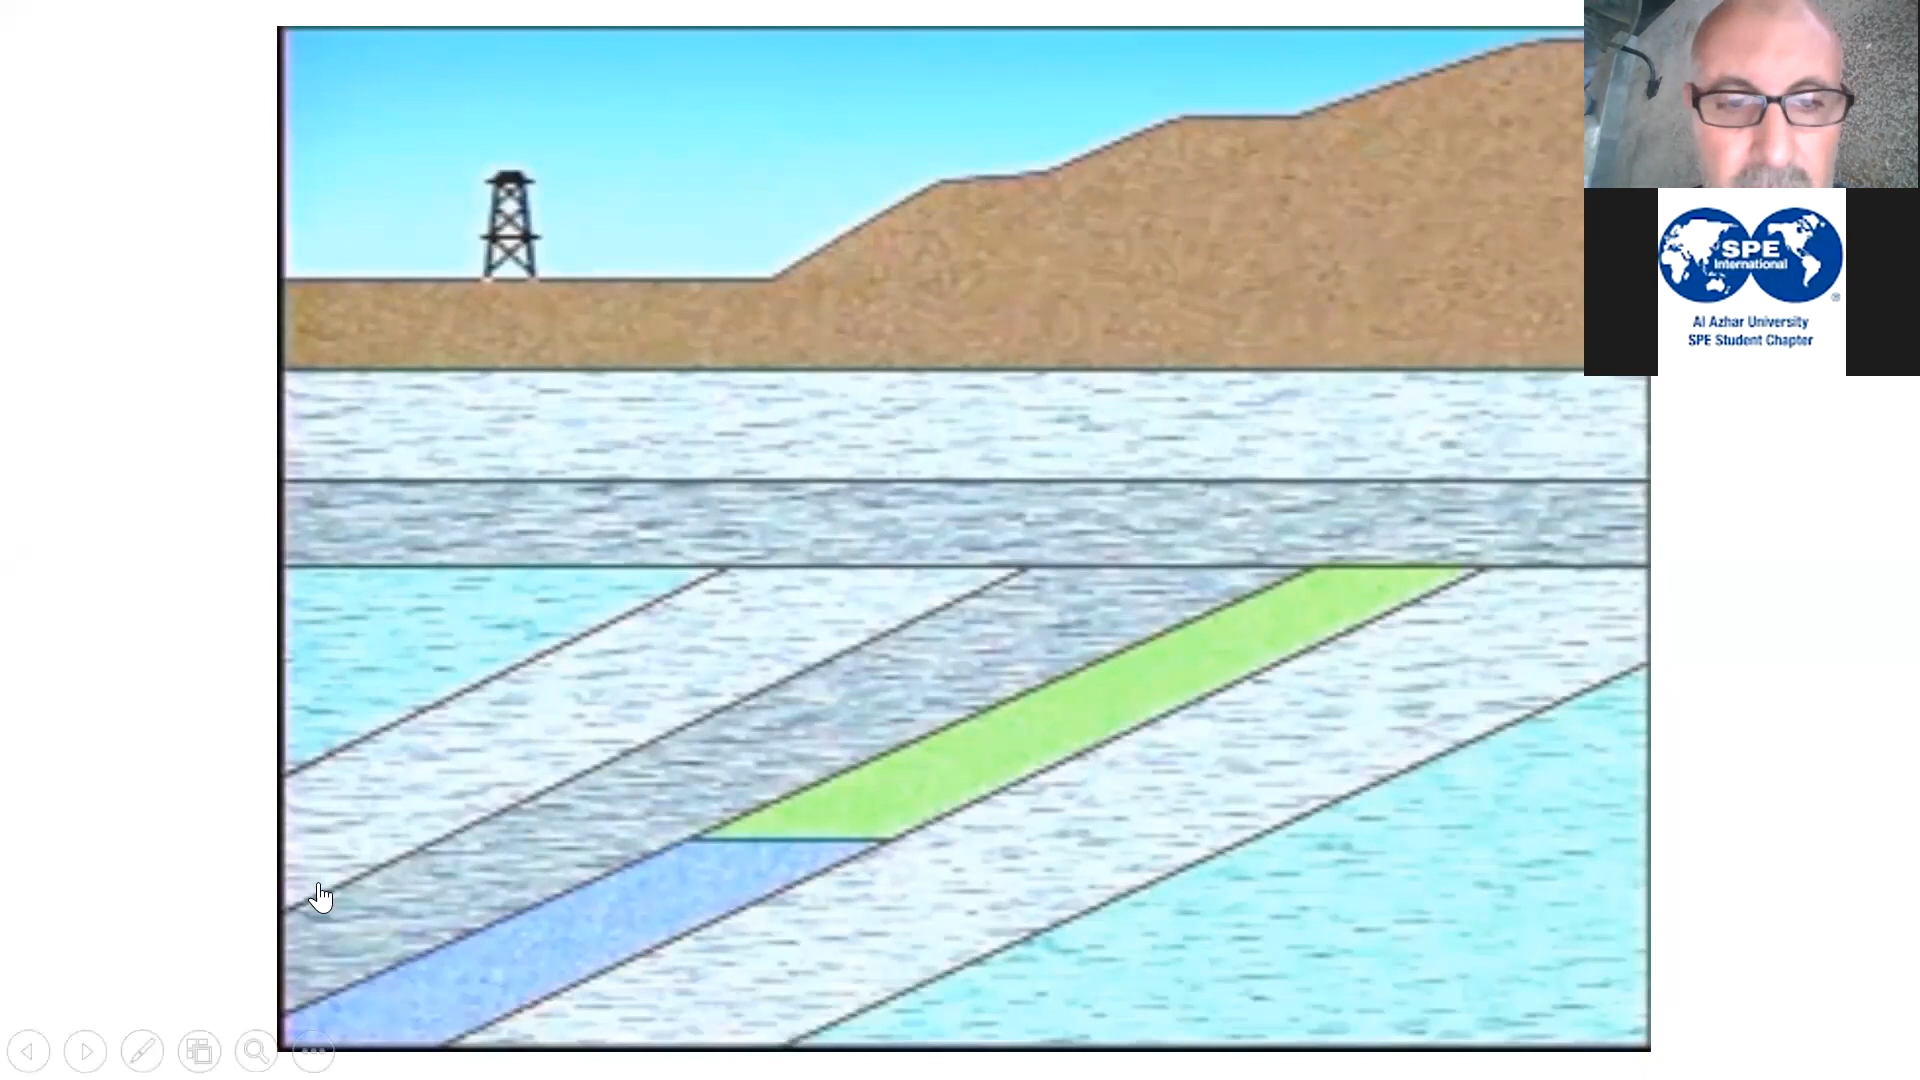 SPE
International
®
Al Azhar University
SPE Student Chapter